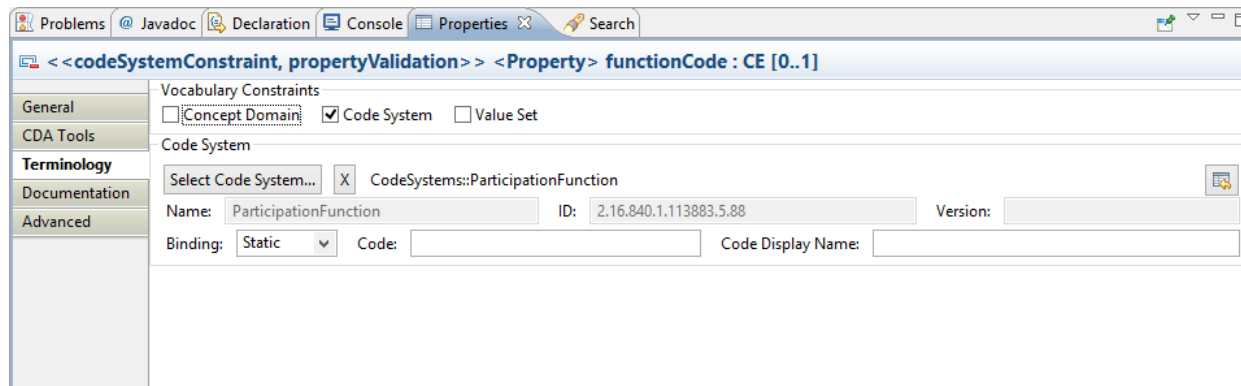 Problems @ Javadoc Declaration Console Properties Search
<<codeSystemConstraint, propertyValidation>> <Property> functionCode : CE [0..1]
General
CDA Tools
Terminology
Documentation
Advanced
Vocabulary Constraints
Concept Domain Code System Value Set
Code System
Select Code System... X CodeSystems::ParticipationFunction
Name: ParticipationFunction ID: 2.16.840.1.113883.5.88 Version:
Binding: Static Code: Code Display Name: